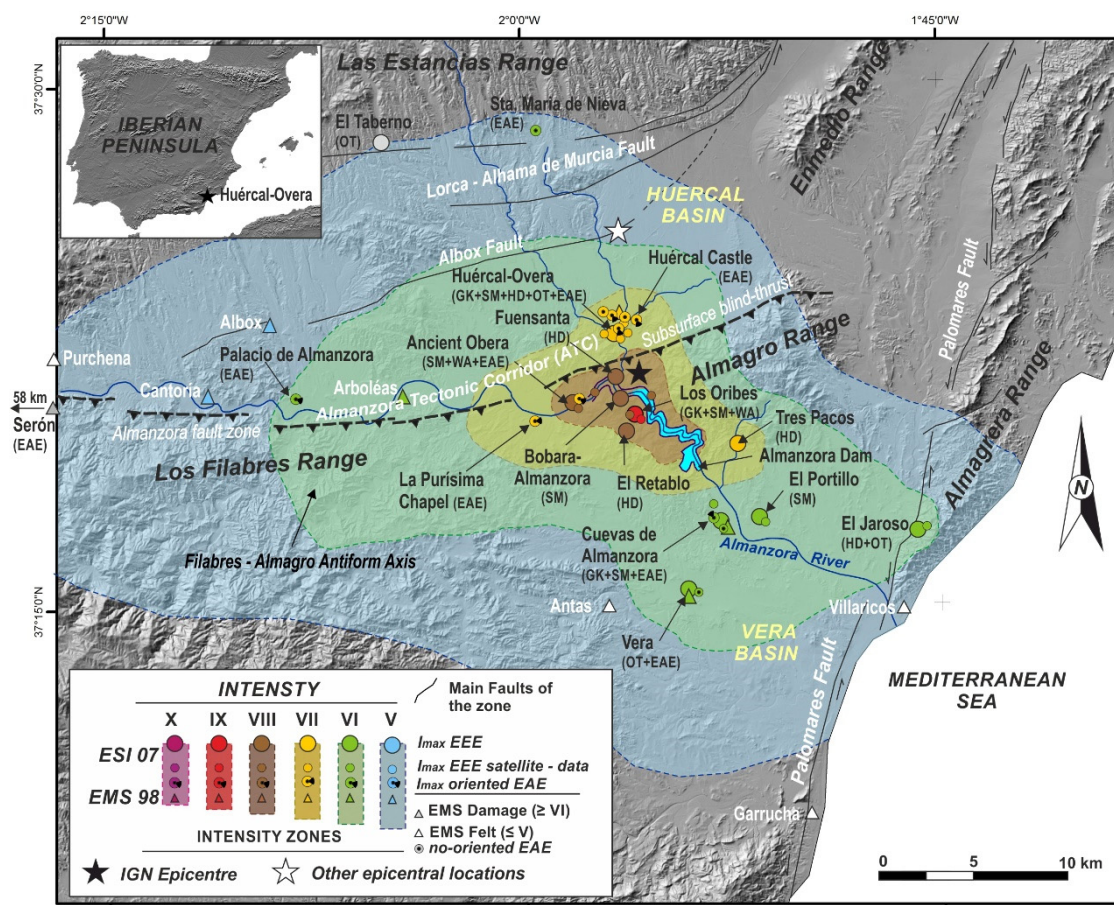 2°15'0"W
2°00"W
1°45'0"W
37°30'0"N
37°15'0"N
IBERIAN
PENINSULA
Huércal-Overa
Las Estancias Range
Sta. María de Nieva
(EAE)
El Taberno
(OT)
Lorca - Alhama de Murcia Fault
Enmedio Range
HUERCAL
BASIN
Albox Fault
Huércal Castle
(EAE)
Huércal-Overa
(GK+SM+HD+OT+EAE)
Fuensanta
(HD)
Subsurface blind-thrust
Palomares Fault
Albox
Purchena
Palacio de Almanzora
(EAE)
Ancient Obera
(SM+WA+EAE)
Almagro Range
Cantoria
Arboléas
Almanzora Tectonic Corridor (ATC)
58 km
Serón
(EAE)
Almanzora fault zone
Los Oribes
(GK+SM+WA)
Tres Pacos
(HD)
Almagrera Range
Los Filabres Range
La Purísima
Chapel (EAE)
Bobara-
Almanzora
(SM)
El Retablo
(HD)
Almanzora Dam
El Portillo
(SM)
El Jaroso
(HD+OT)
Cuevas de
Almanzora
(GK+SM+EAE)
Almanzora River
Filabres - Almagro Antiform Axis
Antas
Villaricos
Vera
(OT+EAE)
VERA
BASIN
MEDITERRANEAN
SEA
Palomares Fault
Garrucha
N
INTENSTY
X IX VIII VII VI V
ESI 07
EMS 98
INTENSITY ZONES
Main Faults of
the zone
Imax EEE
Imax EEE satellite - data
Imax oriented EAE
EMS Damage (≥ VI)
EMS Felt (≤ V)
no-oriented EAE
IGN Epicentre
Other epicentral locations
0 5 10 km